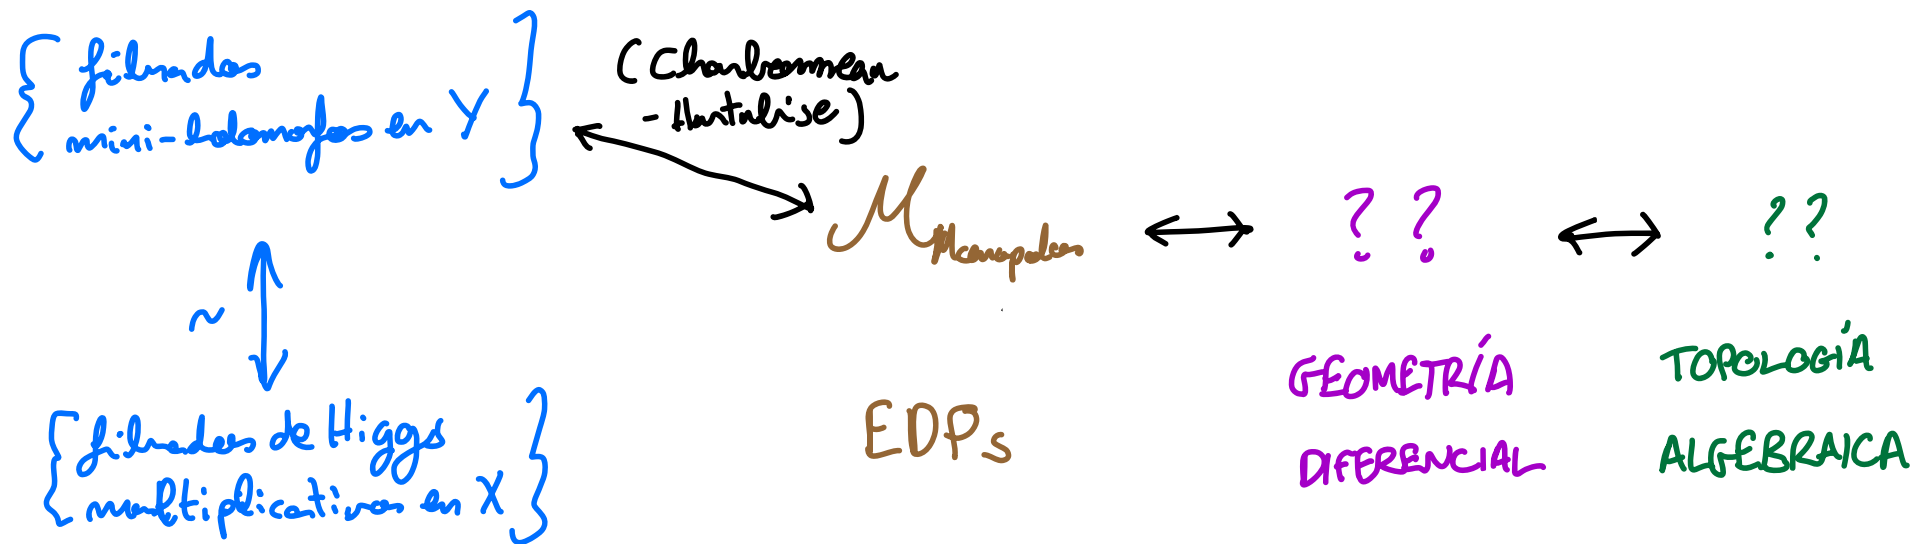 { fibrados
mini-holomorfos en Y }
(Charbonneau
- Hurtubise)
M Monopolos
? ?
? ?
~
GEOMETRÍA
DIFERENCIAL
TOPOLOGÍA
ALGEBRAICA
EDPs
{ fibrados de Higgs
multiplicativos en X }